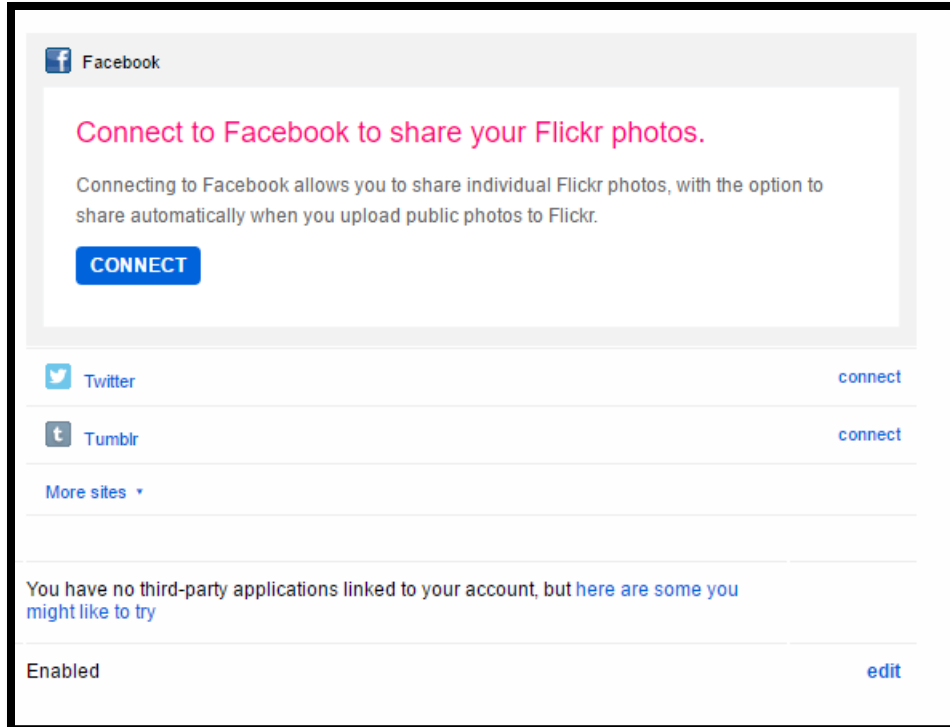 Facebook
Connect to Facebook to share your Flickr photos.
Connecting to Facebook allows you to share individual Flickr photos, with the option to
share automatically when you upload public photos to Flickr.
CONNECT
Twitter connect
Tumblr connect
More sites
You have no third-party applications linked to your account, but here are some you
might like to try
Enabled edit